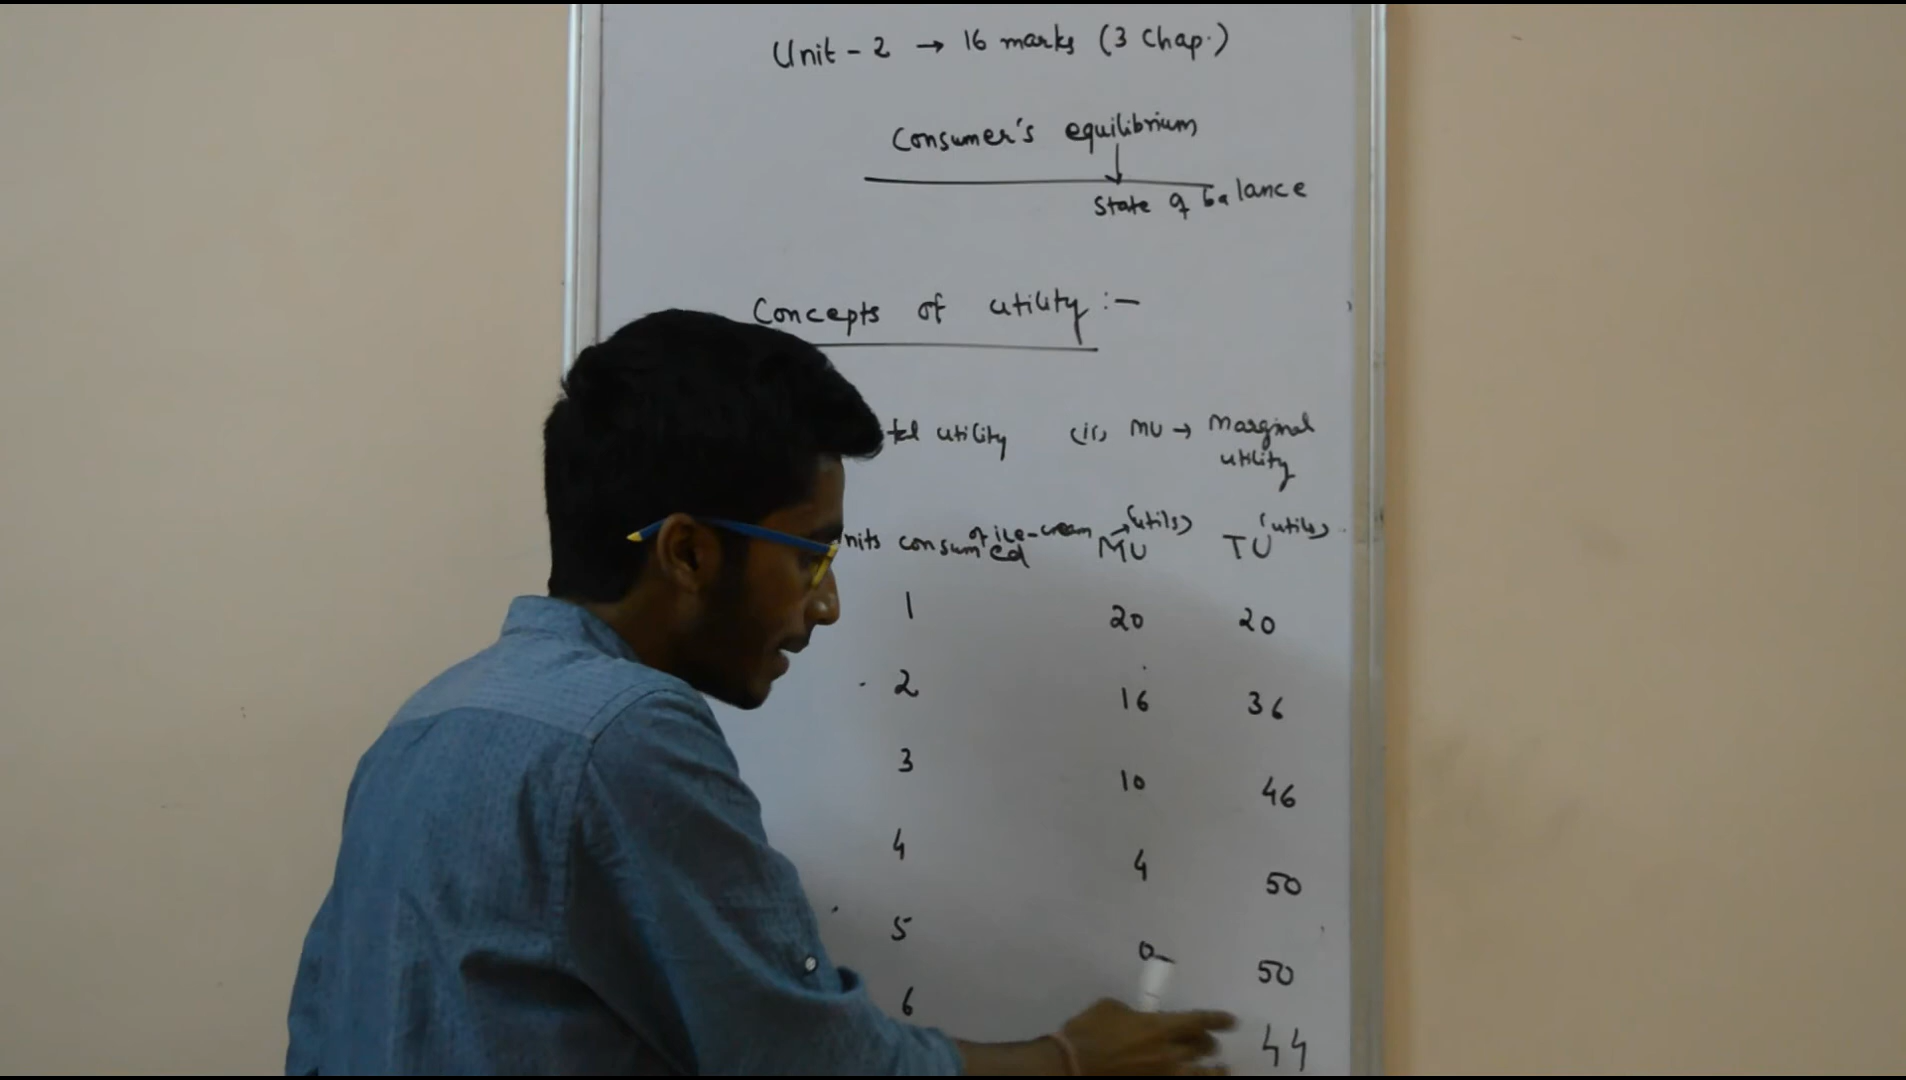 Unit - 2 → 16 marks (3 Chap.)
Consumer's equilibrium
State of balance
Concepts of utility :-
utility (ii) MU → Marginal utility
consumed of ice-cream MU (utils) TU (utils)
1 20 20
2 16 36
3 10 46
4 4 50
5 0 50
6 44